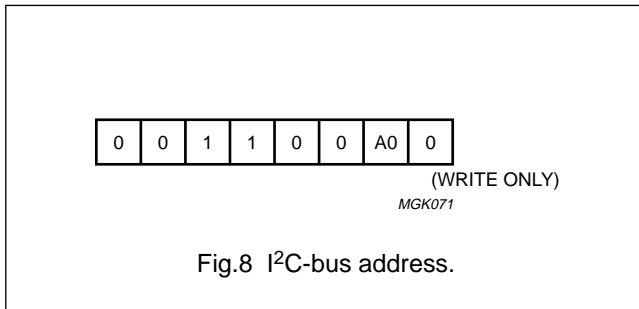 0 0 1 1 0 0 A0 0
(WRITE ONLY)
MGK071
Fig.8 I²C-bus address.